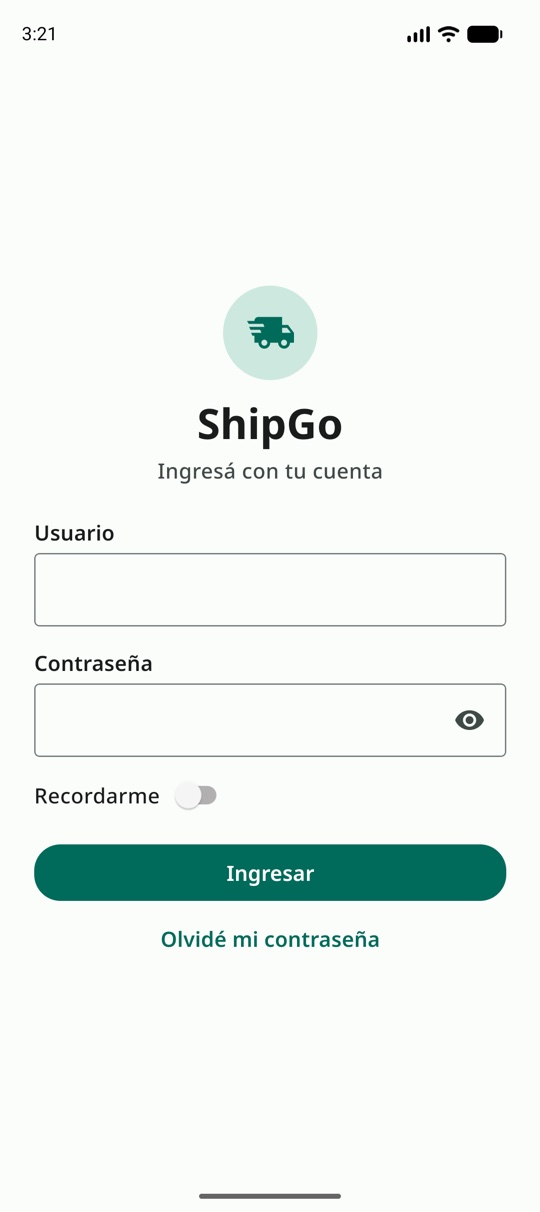 3:21
ShipGo
Ingresá con tu cuenta
Usuario
Contraseña
Recordarme
Ingresar
Olvidé mi contraseña